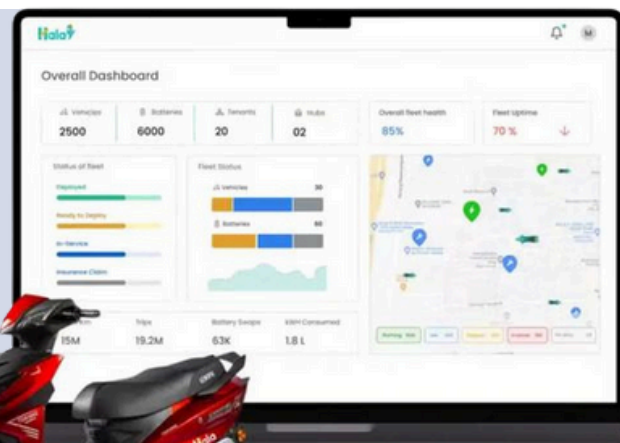 Hala
M
Overall Dashboard
Vehicles
Batteries
Tenants
Hubs
Overall fleet health
Fleet Uptime
2500
6000
20
02
85%
70 %
Status of fleet
Fleet Status
Deployed
Vehicles
30
Ready to Deploy
Batteries
60
In-Service
Insurance Claim
km
Trips
Battery Swaps
kWH Consumed
15M
19.2M
63K
1.8 L
Hala